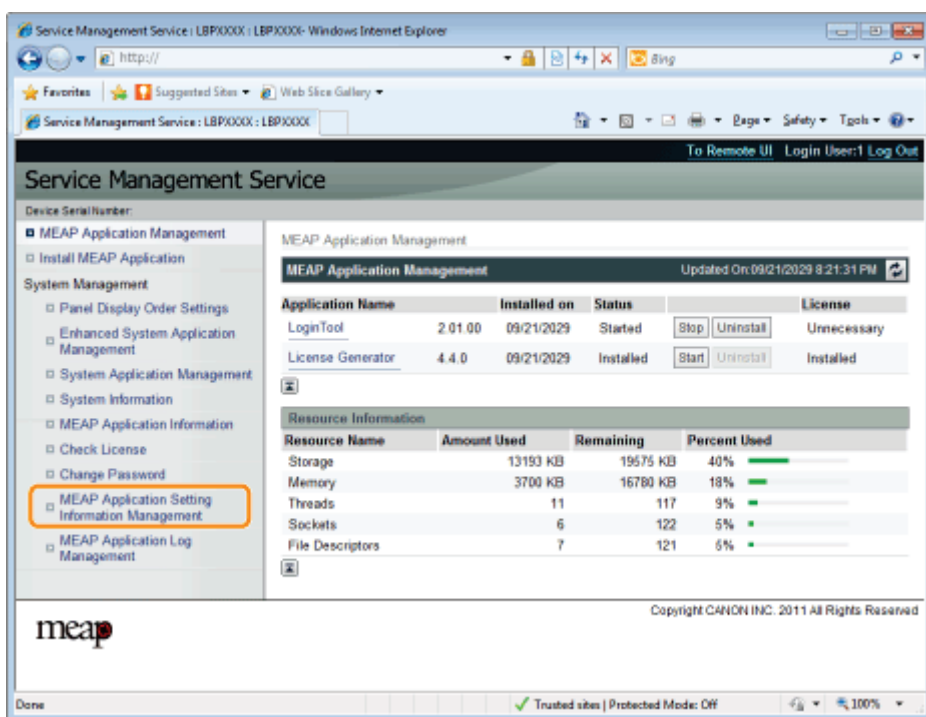 Service Management Service : LBPXXXX : LBPXXXX- Windows Internet Explorer
http://
Bing
Favorites Suggested Sites Web Slice Gallery
Service Management Service : LBPXXXX : LBPXXXX
Page Safety Tools
To Remote UI Login User:1 Log Out
Service Management Service
Device Serial Number:
MEAP Application Management
Install MEAP Application
System Management
Panel Display Order Settings
Enhanced System Application
Management
System Application Management
System Information
MEAP Application Information
Check License
Change Password
MEAP Application Setting
Information Management
MEAP Application Log
Management
MEAP Application Management
MEAP Application Management Updated On:09/21/2029 8:21:31 PM
Application Name Installed on Status License
LoginTool 2.01.00 09/21/2029 Started Stop Uninstall Unnecessary
License Generator 4.4.0 09/21/2029 Installed Start Uninstall Installed
Resource Information
Resource Name Amount Used Remaining Percent Used
Storage 13193 KB 19575 KB 40%
Memory 3700 KB 16780 KB 18%
Threads 11 117 9%
Sockets 6 122 5%
File Descriptors 7 121 6%
Copyright CANON INC. 2011 All Rights Reserved
meap
Done Trusted sites | Protected Mode: Off 100%